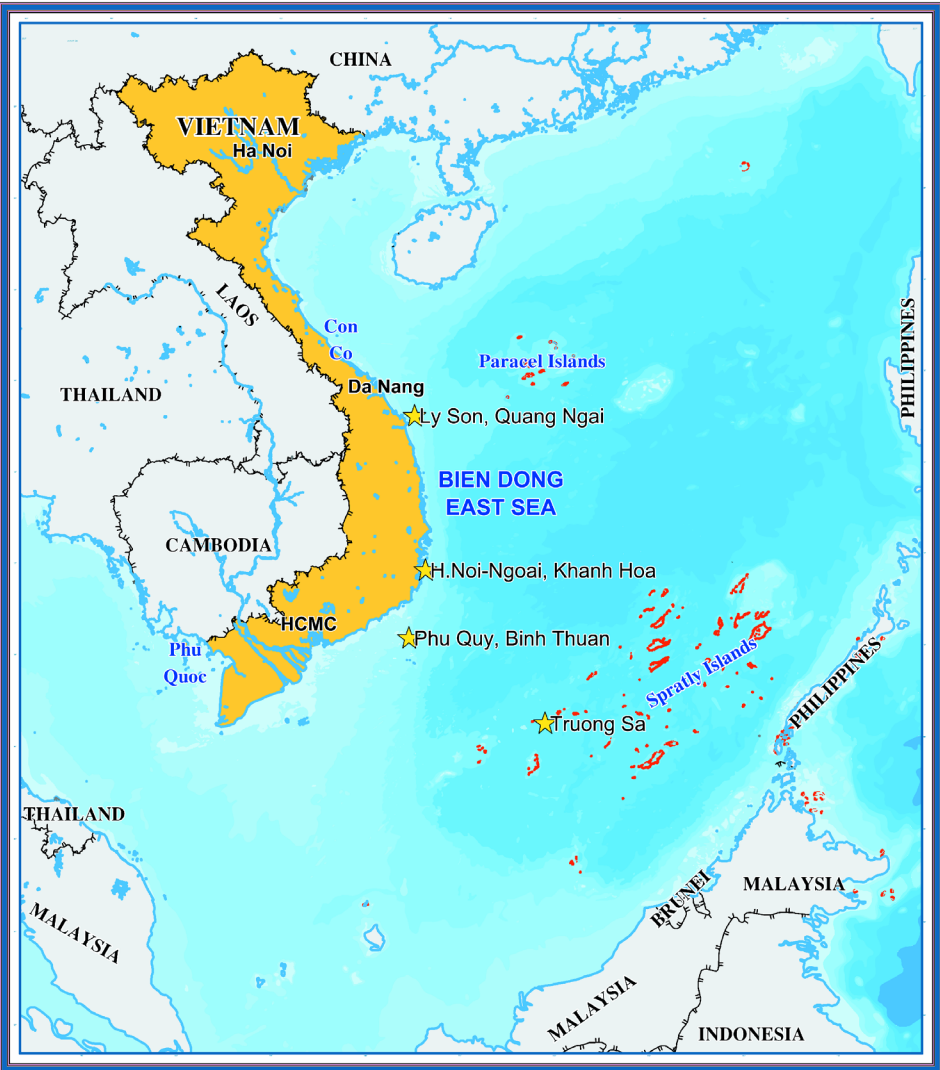 CHINA
VIETNAM
Ha Noi
LAOS
Con
Co
Paracel Islands
PHILIPPINES
THAILAND
Da Nang
Ly Son, Quang Ngai
BIEN DONG
EAST SEA
CAMBODIA
H.Noi-Ngoai, Khanh Hoa
HCMC
Phu Quy, Binh Thuan
Phu
Quoc
Spratly Islands
PHILIPPINES
Truong Sa
THAILAND
MALAYSIA
BRUNEI
MALAYSIA
MALAYSIA
INDONESIA